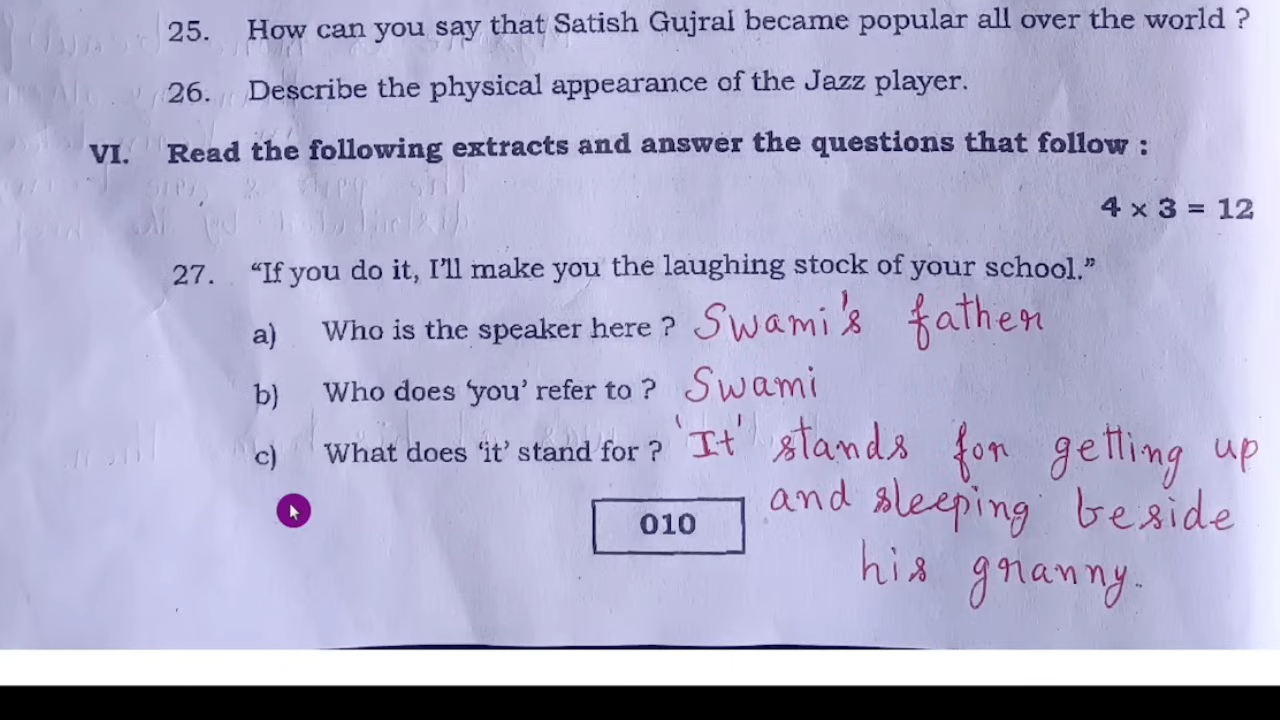 25. How can you say that Satish Gujral became popular all over the world ?
26. Describe the physical appearance of the Jazz player.
VI. Read the following extracts and answer the questions that follow :
4 × 3 = 12
27. “If you do it, I’ll make you the laughing stock of your school.”
a) Who is the speaker here ? Swami's father
b) Who does ‘you’ refer to ? Swami
c) What does ‘it’ stand for ? 'It' stands for getting up
and sleeping beside
010
his granny.